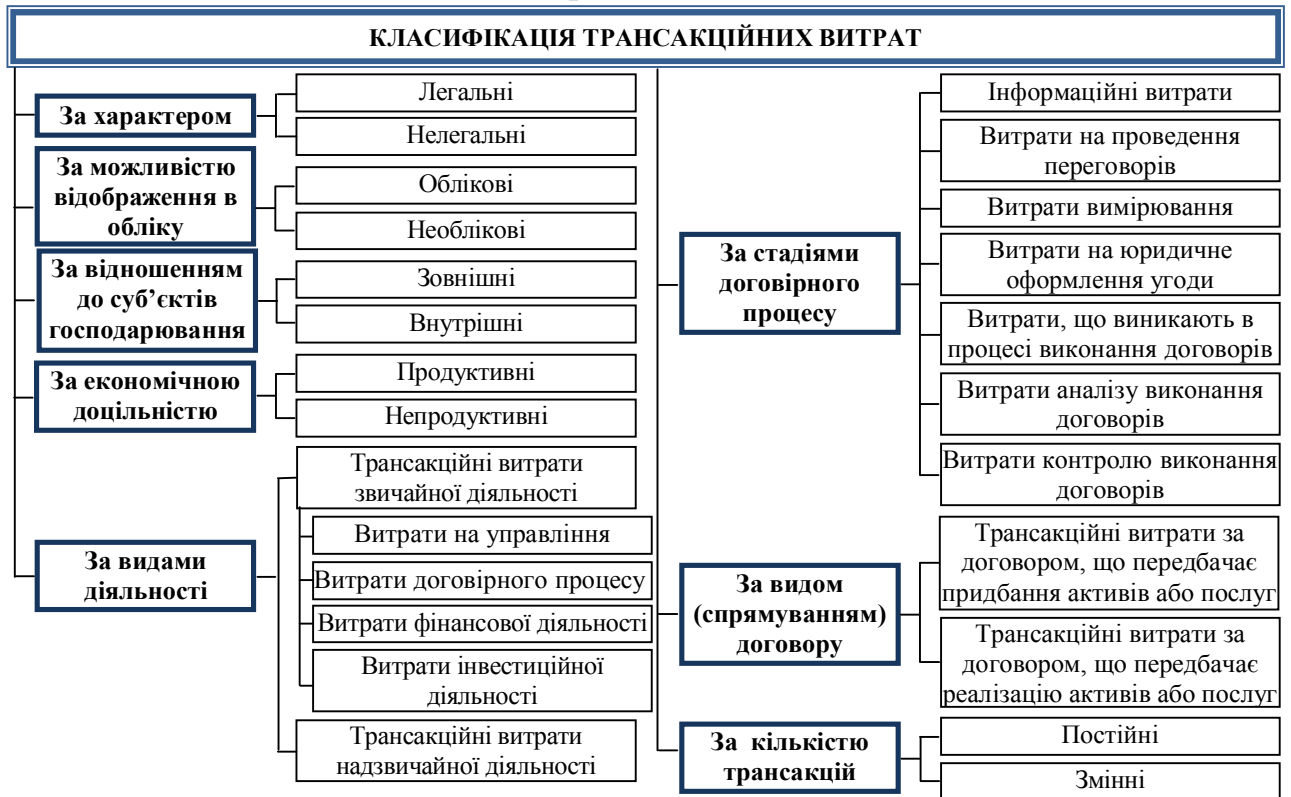 КЛАСИФІКАЦІЯ ТРАНСАКЦІЙНИХ ВИТРАТ
За характером
Легальні
Нелегальні
За можливістю
відображення в
обліку
Облікові
Необлікові
За відношенням
до суб’єктів
господарювання
Зовнішні
Внутрішні
За економічною
доцільністю
Продуктивні
Непродуктивні
За видами
діяльності
Трансакційні витрати
звичайної діяльності
Витрати на управління
Витрати договірного процесу
Витрати фінансової діяльності
Витрати інвестиційної
діяльності
Трансакційні витрати
надзвичайної діяльності
За стадіями
договірного
процесу
Інформаційні витрати
Витрати на проведення
переговорів
Витрати вимірювання
Витрати на юридичне
оформлення угоди
Витрати, що виникають в
процесі виконання договорів
Витрати аналізу виконання
договорів
Витрати контролю виконання
договорів
За видом
(спрямуванням)
договору
Трансакційні витрати за
договором, що передбачає
придбання активів або послуг
Трансакційні витрати за
договором, що передбачає
реалізацію активів або послуг
За кількістю
трансакцій
Постійні
Змінні